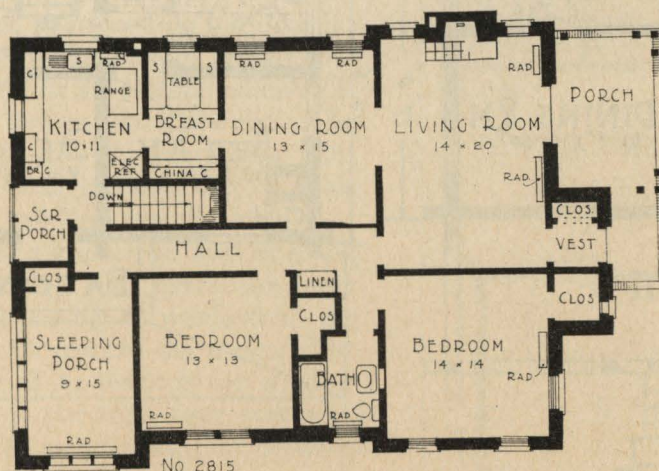 C
S
RAD
RANGE
KITCHEN
10×11
C
BR
C
ELEC
REF
S
TABLE
S
BR'FAST
ROOM
CHINA C
RAD
RAD
DINING ROOM
13 × 15
LIVING ROOM
14 × 20
RAD
RAD.
PORCH
DOWN
SCR
PORCH
HALL
CLOS.
VEST
CLOS
SLEEPING
PORCH
9 × 15
RAD
BEDROOM
13 × 13
RAD
LINEN
CLOS
BATH
RAD
BEDROOM
14 × 14
RAD.
CLOS
No 2815